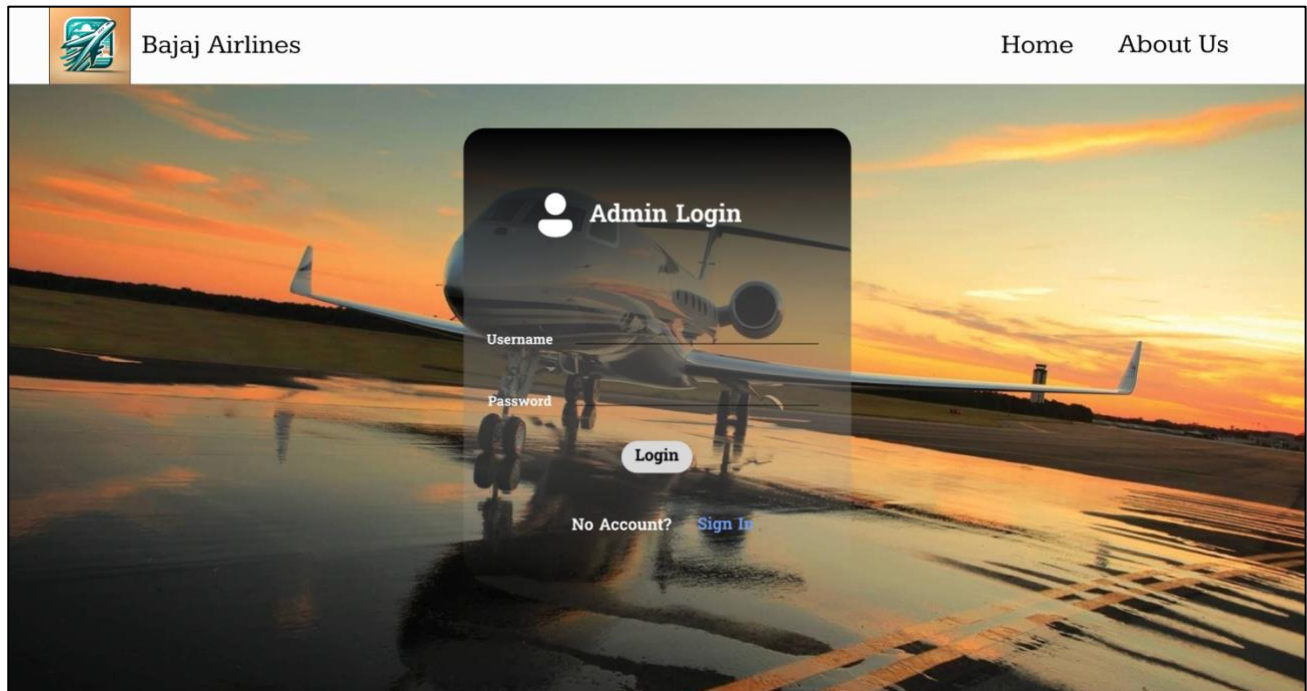 Bajaj Airlines
Home About Us
Admin Login
Username
Password
Login
No Account? Sign In